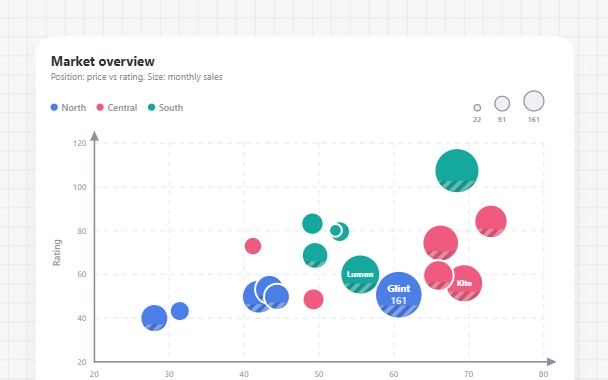 Market overview
Position: price vs rating. Size: monthly sales
North Central South
22 91 161
120
100
80
60
40
20
Rating
Lumen
Glint
161
Kite
20 30 40 50 60 70 80